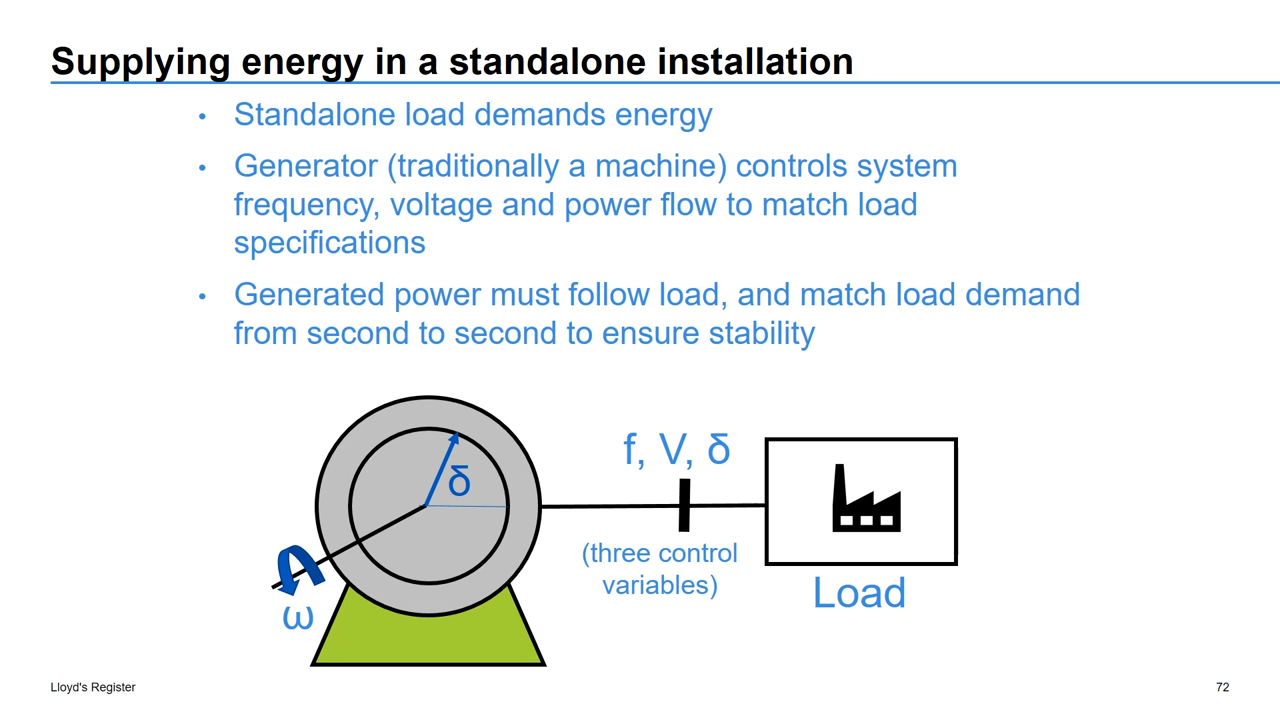 Supplying energy in a standalone installation
• Standalone load demands energy
• Generator (traditionally a machine) controls system
frequency, voltage and power flow to match load
specifications
• Generated power must follow load, and match load demand
from second to second to ensure stability
f, V, δ
δ
(three control
variables)
Load
ω
Lloyd's Register
72